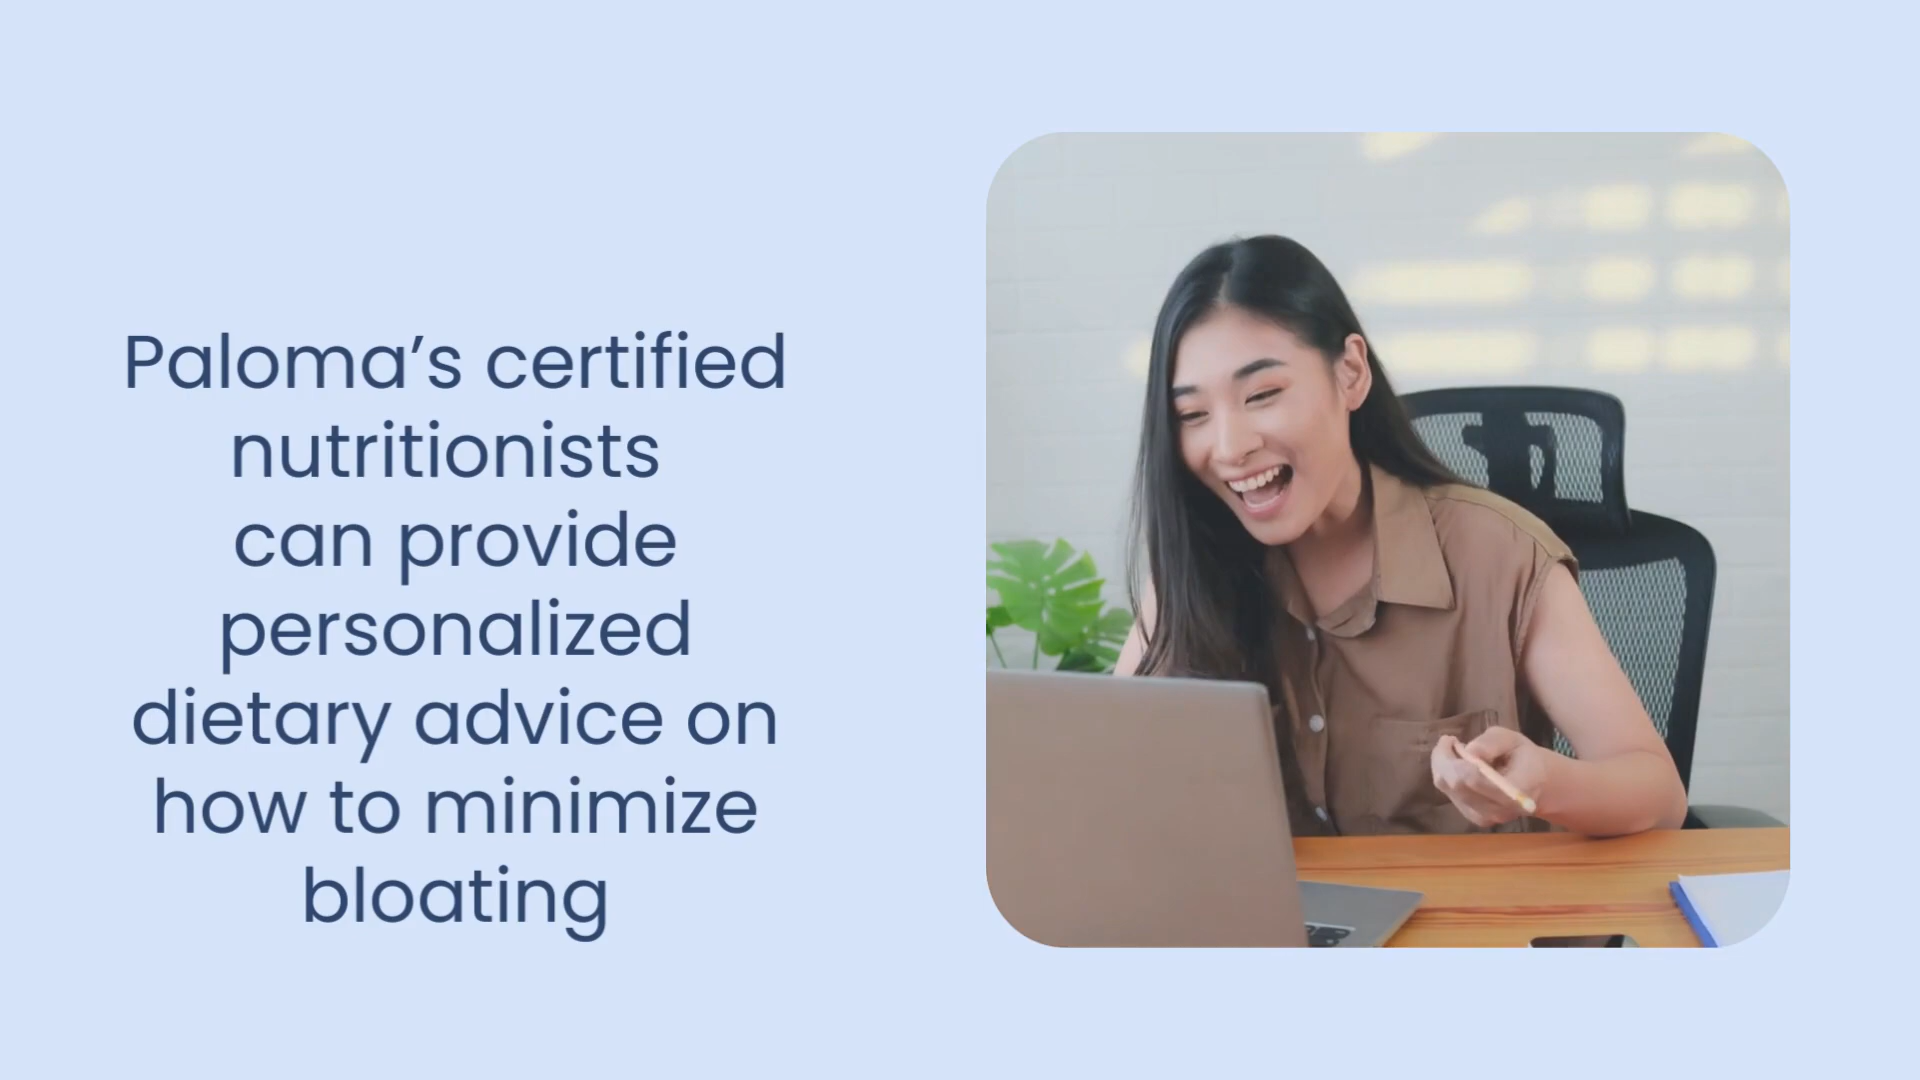 Paloma’s certified
nutritionists
can provide
personalized
dietary advice on
how to minimize
bloating